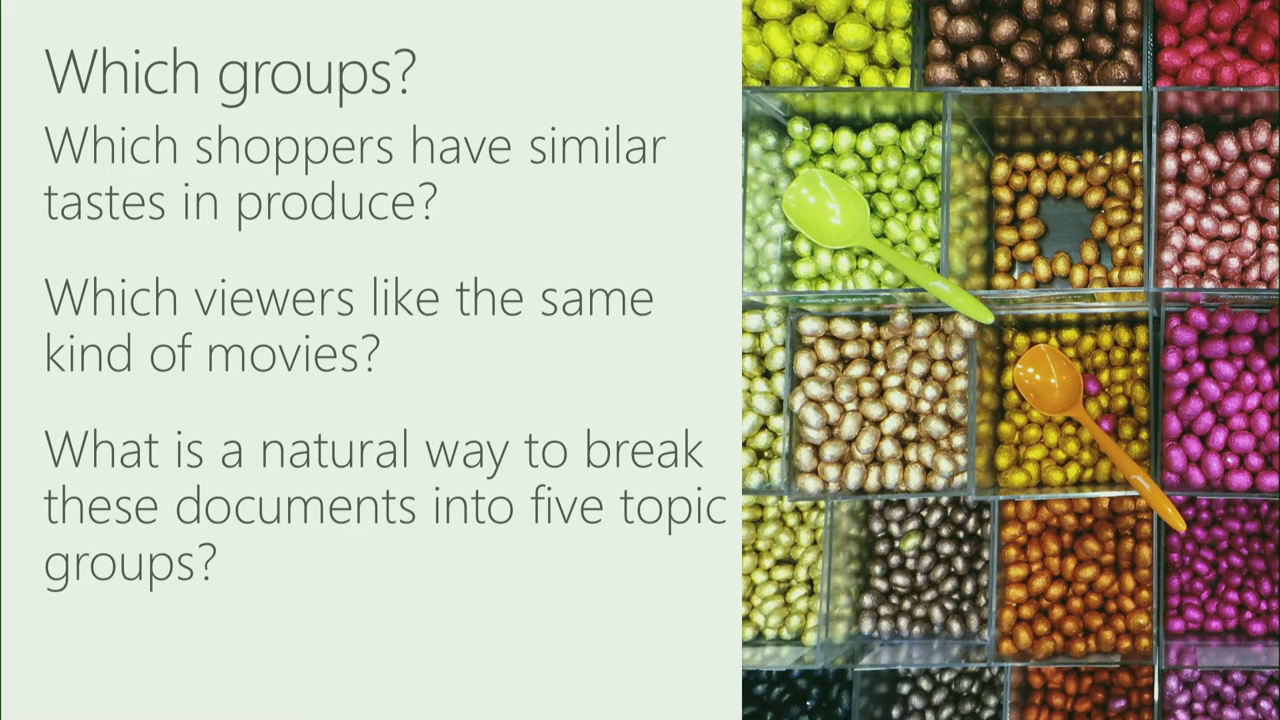 Which groups?
Which shoppers have similar
tastes in produce?
Which viewers like the same
kind of movies?
What is a natural way to break
these documents into five topic
groups?